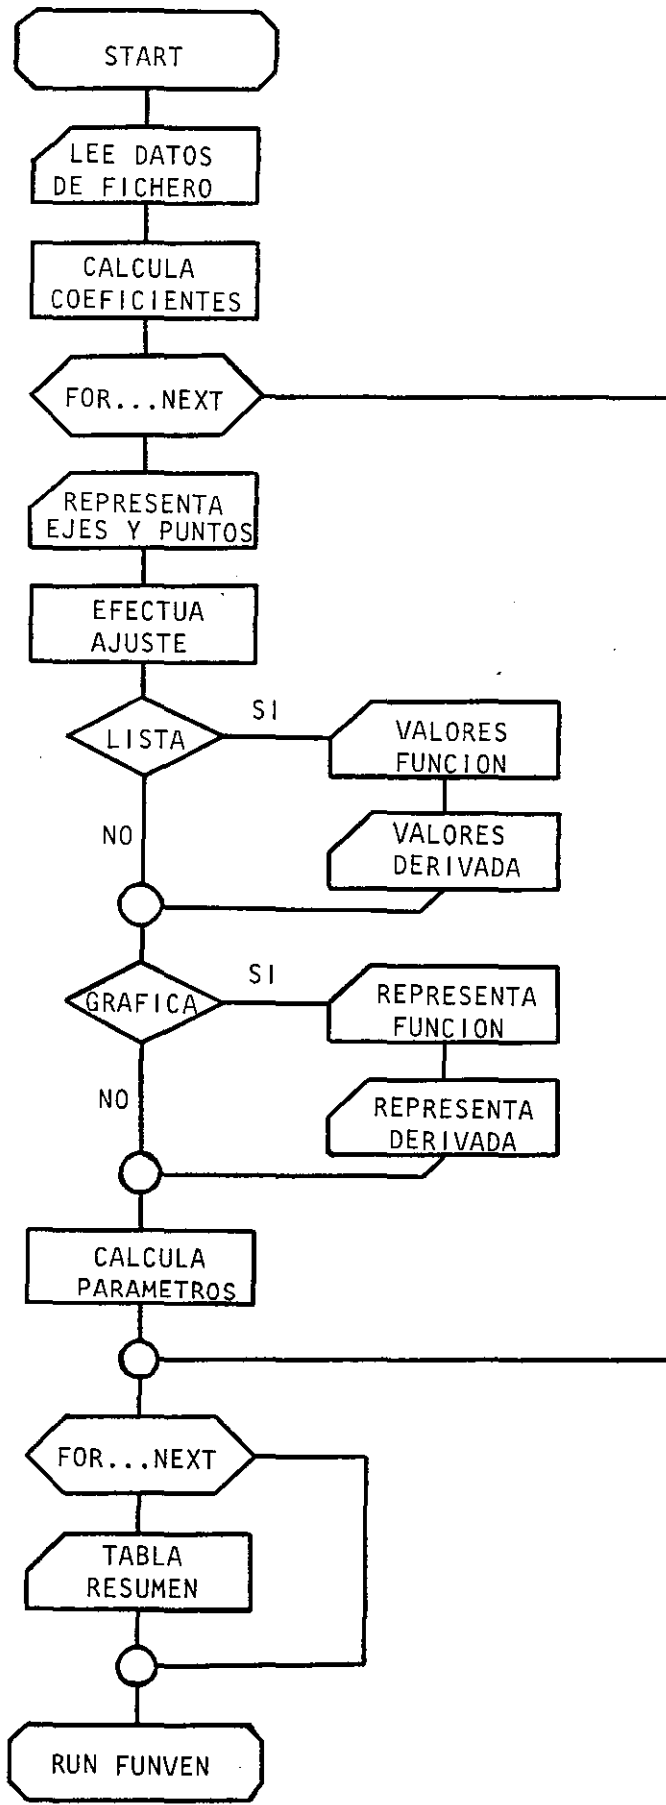 START
LEE DATOS
DE FICHERO
CALCULA
COEFICIENTES
FOR...NEXT
REPRESENTA
EJES Y PUNTOS
EFECTUA
AJUSTE
LISTA
SI
VALORES
FUNCION
NO
VALORES
DERIVADA
GRAFICA
SI
REPRESENTA
FUNCION
NO
REPRESENTA
DERIVADA
CALCULA
PARAMETROS
FOR...NEXT
TABLA
RESUMEN
RUN FUNVEN